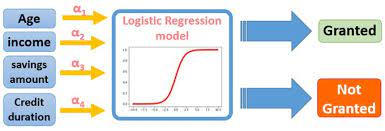 Age
income
savings
amount
Credit
duration
α1
α2
α3
α4
Logistic Regression
model
Granted
Not
Granted